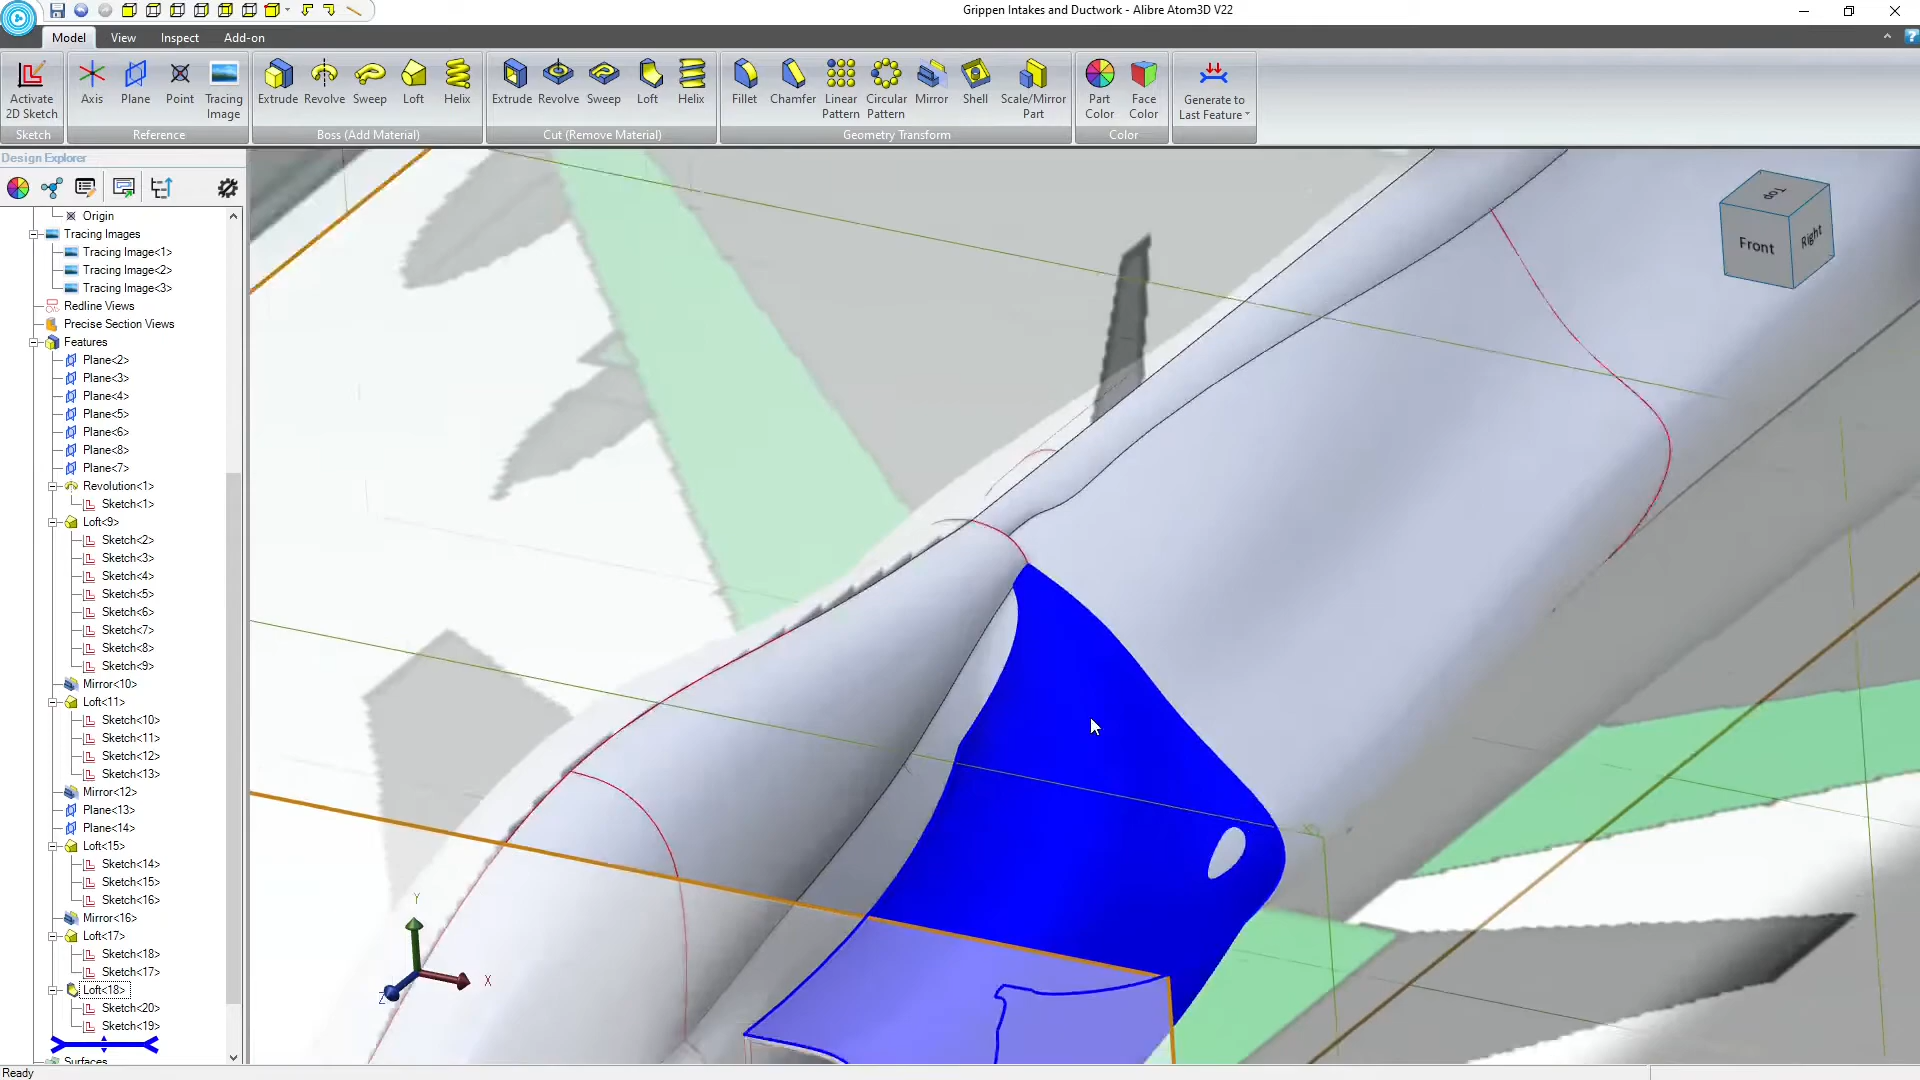 Grippen Intakes and Ductwork - Alibre Atom3D V22
Model View Inspect Add-on
Activate 2D Sketch
Axis Plane Point Tracing Image
Extrude Revolve Sweep Loft Helix
Extrude Revolve Sweep Loft Helix
Fillet Chamfer Linear Pattern Circular Pattern Mirror Shell Scale/Mirror Part
Part Color Face Color
Generate to Last Feature
Sketch Reference Boss (Add Material) Cut (Remove Material) Geometry Transform Color
Design Explorer
Origin
Tracing Images
Tracing Image<1>
Tracing Image<2>
Tracing Image<3>
Redline Views
Precise Section Views
Features
Plane<2>
Plane<3>
Plane<4>
Plane<5>
Plane<6>
Plane<8>
Plane<7>
Revolution<1>
Sketch<1>
Loft<9>
Sketch<2>
Sketch<3>
Sketch<4>
Sketch<5>
Sketch<6>
Sketch<7>
Sketch<8>
Sketch<9>
Mirror<10>
Loft<11>
Sketch<10>
Sketch<11>
Sketch<12>
Sketch<13>
Mirror<12>
Plane<13>
Plane<14>
Loft<15>
Sketch<14>
Sketch<15>
Sketch<16>
Mirror<16>
Loft<17>
Sketch<18>
Sketch<17>
Loft<18>
Sketch<20>
Sketch<19>
Surfaces
Top
Front
Right
Y
X
Z
Ready